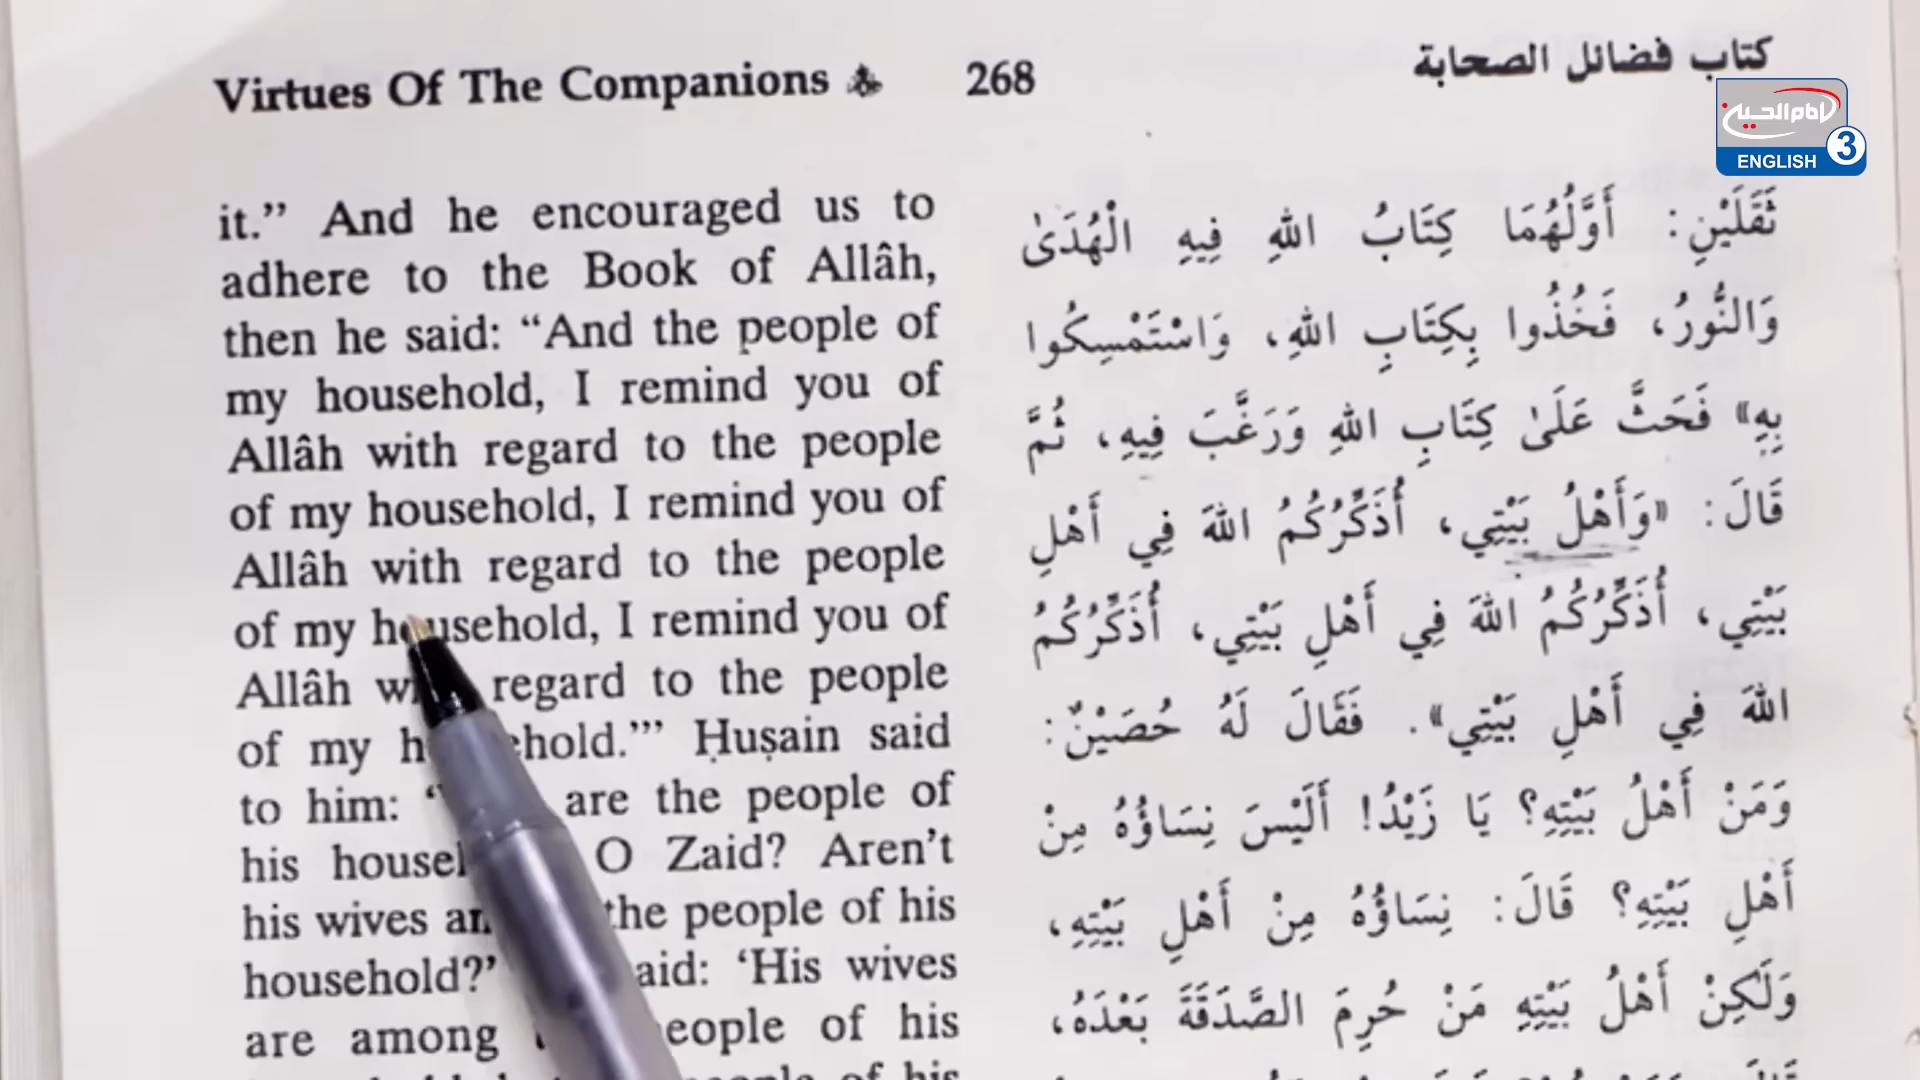 Virtues Of The Companions 268 كتاب فضائل الصحابة
امام الحسین
ENGLISH 3
it.” And he encouraged us to
adhere to the Book of Allâh,
then he said: “And the people of
my household, I remind you of
Allâh with regard to the people
of my household, I remind you of
Allâh with regard to the people
of my household, I remind you of
Allâh regard to the people
of my .”’ Ḥuṣain said
to him: are the people of
his O Zaid? Aren’t
his wives the people of his
household?’ ‘His wives
are among of his
of his
ثَقَلَيْنِ: أَوَّلُهُمَا كِتَابُ اللهِ فِيهِ الْهُدَىٰ
وَالنُّورُ، فَخُذُوا بِكِتَابِ اللهِ، وَاسْتَمْسِكُوا
بِهِ» فَحَثَّ عَلَىٰ كِتَابِ اللهِ وَرَغَّبَ فِيهِ، ثُمَّ
قَالَ: «وَأَهْلُ بَيْتِي، أُذَكِّرُكُمُ اللهَ فِي أَهْلِ
بَيْتِي، أُذَكِّرُكُمُ اللهَ فِي أَهْلِ بَيْتِي، أُذَكِّرُكُمُ
اللهَ فِي أَهْلِ بَيْتِي». فَقَالَ لَهُ حُصَيْنٌ:
وَمَنْ أَهْلُ بَيْتِهِ؟ يَا زَيْدُ! أَلَيْسَ نِسَاؤُهُ مِنْ
أَهْلِ بَيْتِهِ؟ قَالَ: نِسَاؤُهُ مِنْ أَهْلِ بَيْتِهِ،
وَلَكِنْ أَهْلُ بَيْتِهِ مَنْ حُرِمَ الصَّدَقَةَ بَعْدَهُ،